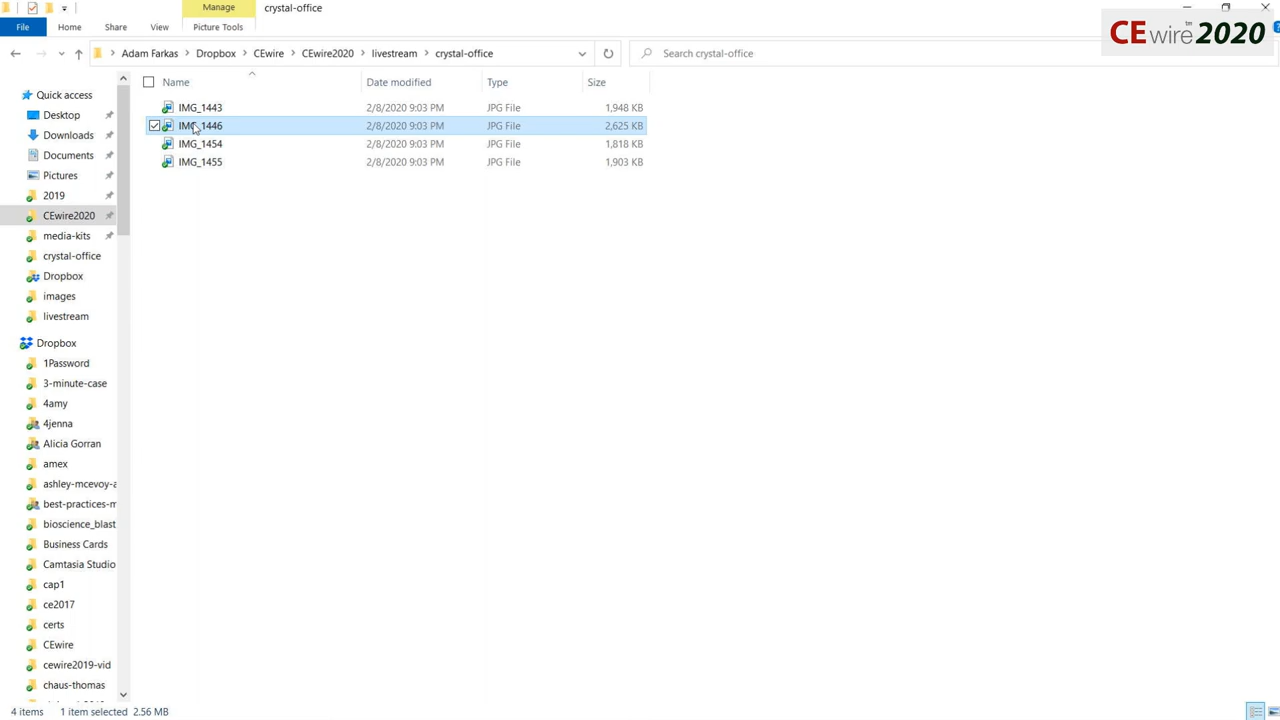 Manage
crystal-office
File
Home
Share
View
Picture Tools
CEwire2020
™
Adam Farkas
Dropbox
CEwire
CEwire2020
livestream
crystal-office
Search crystal-office
Name
Date modified
Type
Size
IMG_1443
2/8/2020 9:03 PM
JPG File
1,948 KB
IMG_1446
2/8/2020 9:03 PM
JPG File
2,625 KB
IMG_1454
2/8/2020 9:03 PM
JPG File
1,818 KB
IMG_1455
2/8/2020 9:03 PM
JPG File
1,903 KB
Quick access
Desktop
Downloads
Documents
Pictures
2019
CEwire2020
media-kits
crystal-office
Dropbox
images
livestream
Dropbox
1Password
3-minute-case
4amy
4jenna
Alicia Gorran
amex
ashley-mcevoy-a
best-practices-m
bioscience_blast
Business Cards
Camtasia Studio
cap1
ce2017
certs
CEwire
cewire2019-vid
chaus-thomas
4 items
1 item selected 2.56 MB